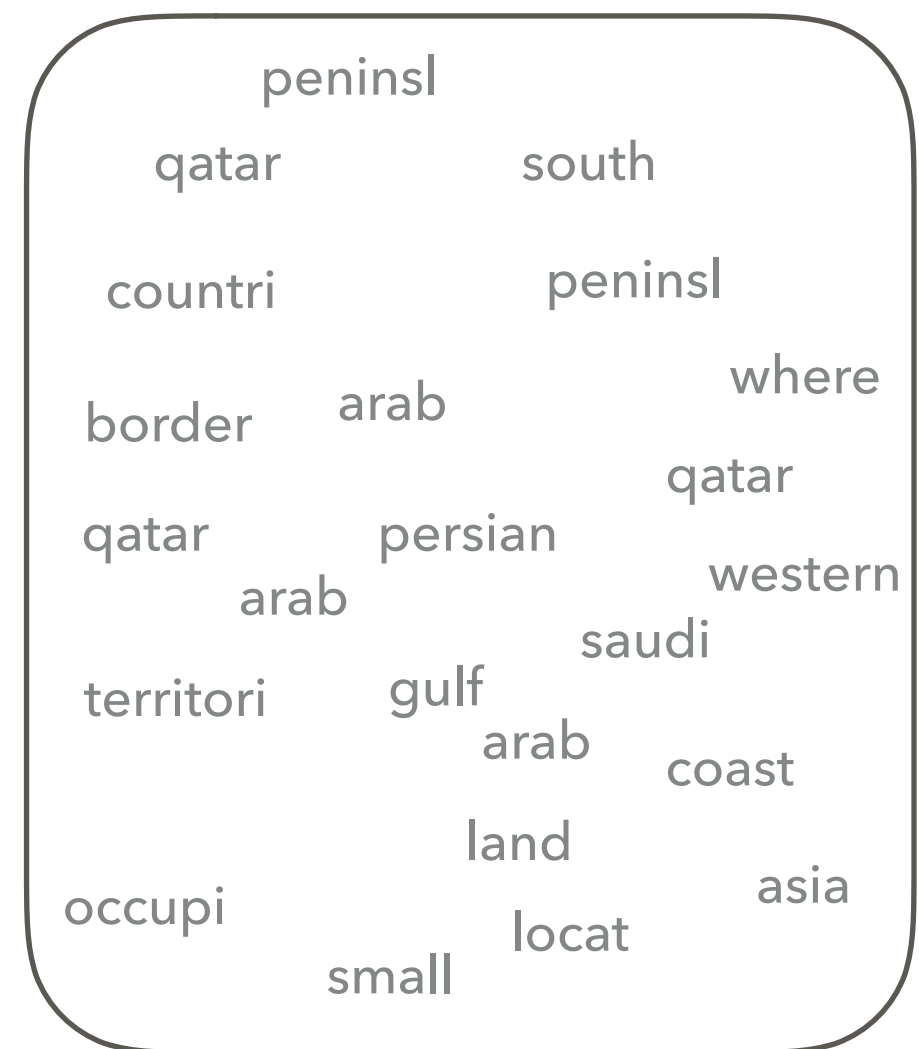 peninsl
qatar south
countri peninsl
where
border arab
qatar
qatar persian
western
arab
saudi
territori gulf
arab
coast
land
asia
occupi
locat
small